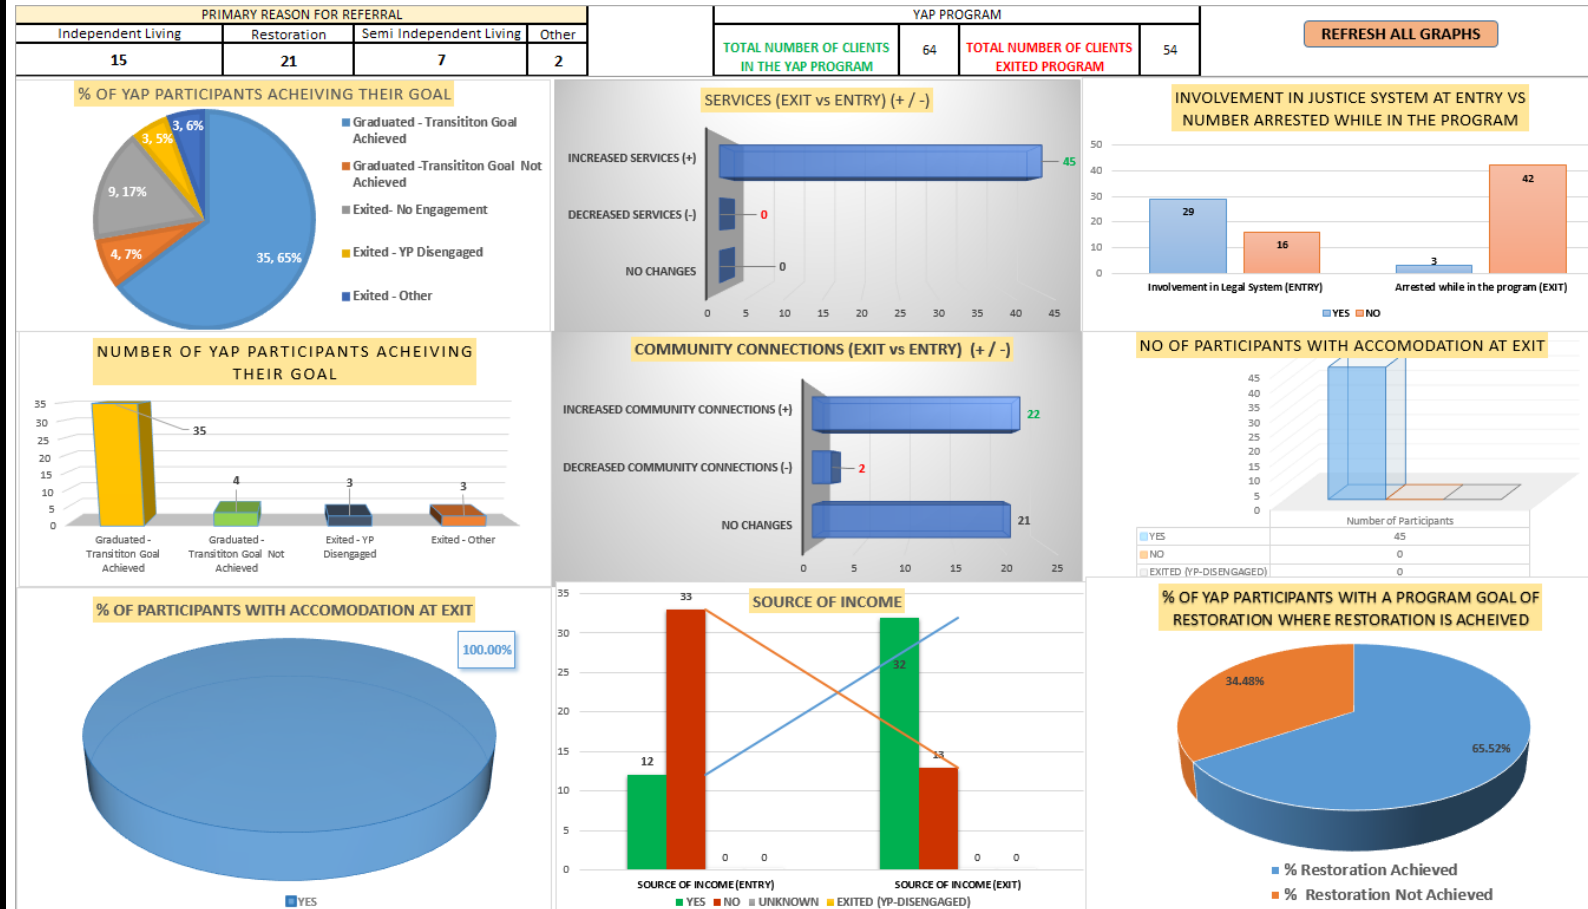 PRIMARY REASON FOR REFERRAL
Independent Living Restoration Semi Independent Living Other
15 21 7 2
YAP PROGRAM
TOTAL NUMBER OF CLIENTS
IN THE YAP PROGRAM
64
TOTAL NUMBER OF CLIENTS
EXITED PROGRAM
54
REFRESH ALL GRAPHS
% OF YAP PARTICIPANTS ACHEIVING THEIR GOAL
3, 6%
3, 5%
9, 17%
4, 7%
35, 65%
Graduated - Transititon Goal
Achieved
Graduated -Transititon Goal Not
Achieved
Exited- No Engagement
Exited - YP Disengaged
Exited - Other
SERVICES (EXIT vs ENTRY) (+ / -)
INCREASED SERVICES (+)
45
DECREASED SERVICES (-)
0
NO CHANGES
0
0 5 10 15 20 25 30 35 40 45
INVOLVEMENT IN JUSTICE SYSTEM AT ENTRY VS
NUMBER ARRESTED WHILE IN THE PROGRAM
50
40
30
20
10
0
29
16
3
42
Involvement in Legal System (ENTRY) Arrested while in the program (EXIT)
YES NO
NUMBER OF YAP PARTICIPANTS ACHEIVING
THEIR GOAL
35
30
25
20
15
10
5
0
35
4
3
3
Graduated -
Transititon Goal
Achieved
Graduated -
Transititon Goal Not
Achieved
Exited - YP
Disengaged
Exited - Other
COMMUNITY CONNECTIONS (EXIT vs ENTRY) (+ / -)
INCREASED COMMUNITY CONNECTIONS (+)
22
DECREASED COMMUNITY CONNECTIONS (-)
2
NO CHANGES
21
0 5 10 15 20 25
NO OF PARTICIPANTS WITH ACCOMODATION AT EXIT
45
40
35
30
25
20
15
10
5
0
Number of Participants
YES 45
NO 0
EXITED (YP-DISENGAGED) 0
% OF PARTICIPANTS WITH ACCOMODATION AT EXIT
100.00%
YES
SOURCE OF INCOME
35
30
25
20
15
10
5
0
12
33
0
0
32
13
0
0
SOURCE OF INCOME (ENTRY) SOURCE OF INCOME (EXIT)
YES NO UNKNOWN EXITED (YP-DISENGAGED)
% OF YAP PARTICIPANTS WITH A PROGRAM GOAL OF
RESTORATION WHERE RESTORATION IS ACHEIVED
34.48%
65.52%
% Restoration Achieved
% Restoration Not Achieved